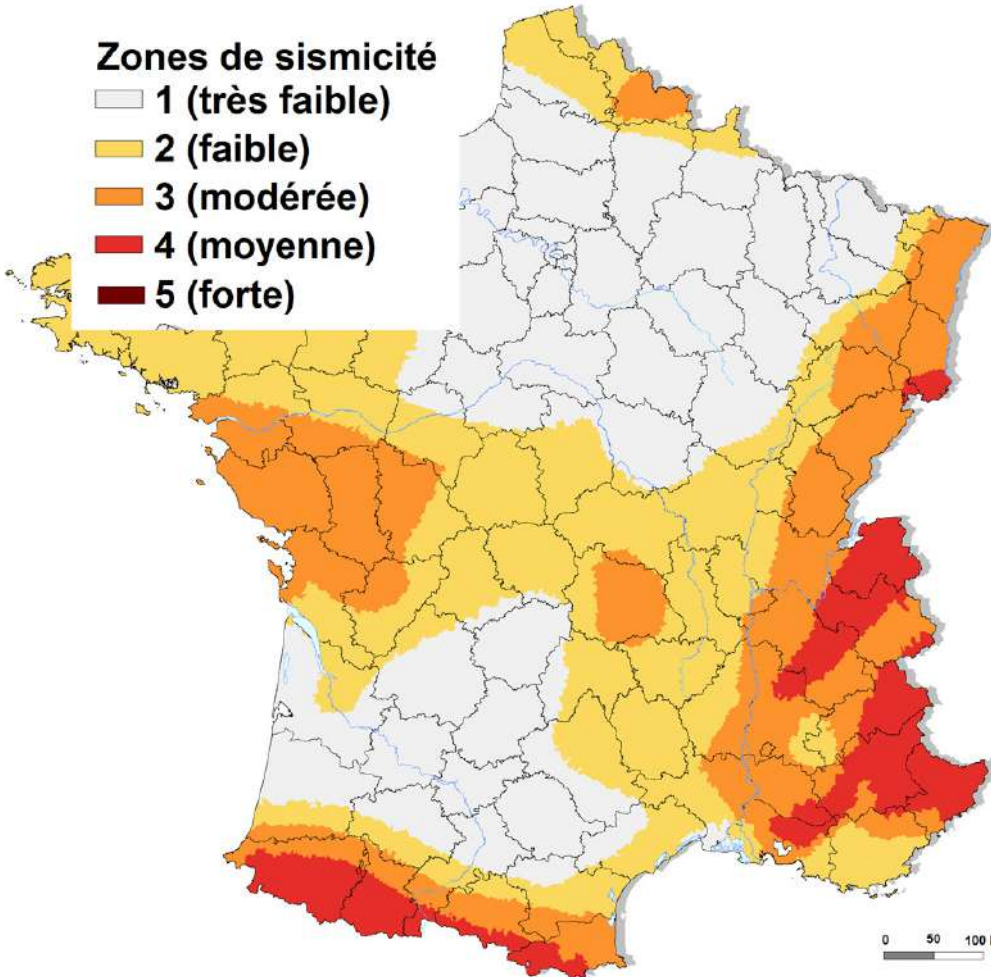 Zones de sismicité
1 (très faible)
2 (faible)
3 (modérée)
4 (moyenne)
5 (forte)
0 50 100